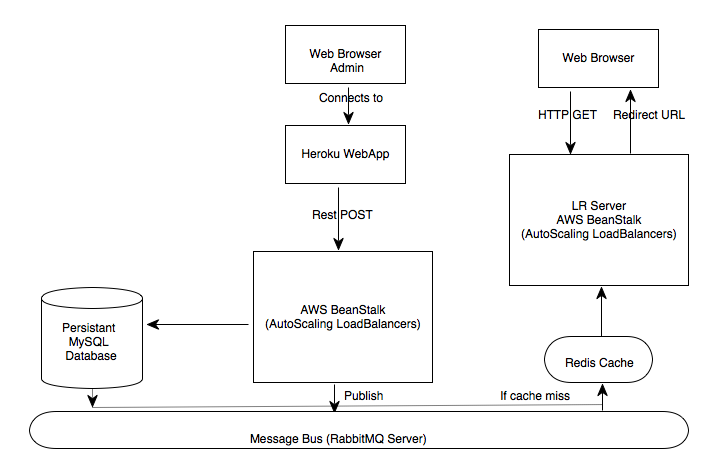 Web Browser
Admin
Connects to
Heroku WebApp
Rest POST
AWS BeanStalk
(AutoScaling LoadBalancers)
Persistant
MySQL
Database
Publish
Message Bus (RabbitMQ Server)
Web Browser
HTTP GET
Redirect URL
LR Server
AWS BeanStalk
(AutoScaling LoadBalancers)
Redis Cache
If cache miss